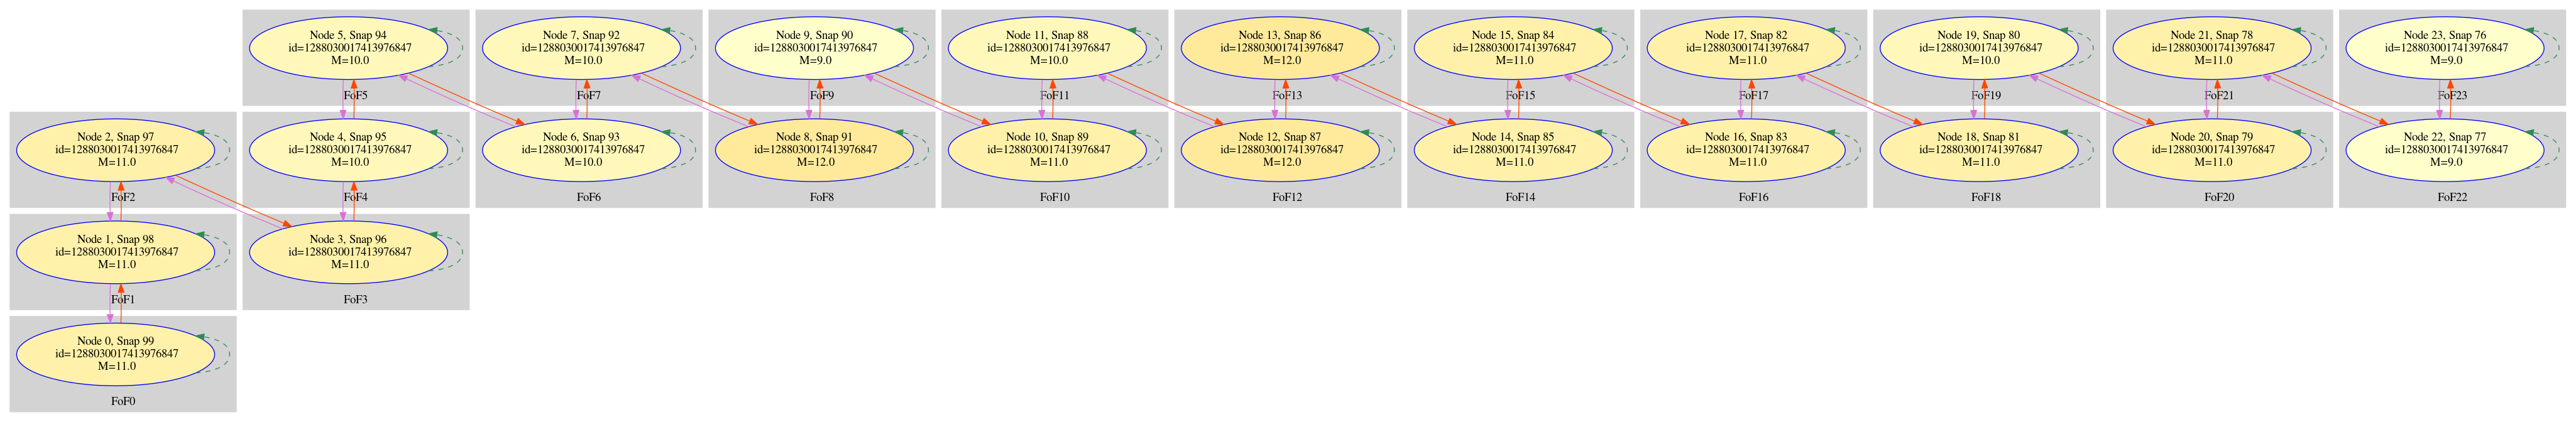 Node 5, Snap 94
id=1288030017413976847
M=10.0
FoF5
Node 7, Snap 92
id=1288030017413976847
M=10.0
FoF7
Node 9, Snap 90
id=1288030017413976847
M=9.0
FoF9
Node 11, Snap 88
id=1288030017413976847
M=10.0
FoF11
Node 13, Snap 86
id=1288030017413976847
M=12.0
FoF13
Node 15, Snap 84
id=1288030017413976847
M=11.0
FoF15
Node 17, Snap 82
id=1288030017413976847
M=11.0
FoF17
Node 19, Snap 80
id=1288030017413976847
M=10.0
FoF19
Node 21, Snap 78
id=1288030017413976847
M=11.0
FoF21
Node 23, Snap 76
id=1288030017413976847
M=9.0
FoF23
Node 2, Snap 97
id=1288030017413976847
M=11.0
FoF2
Node 4, Snap 95
id=1288030017413976847
M=10.0
FoF4
Node 6, Snap 93
id=1288030017413976847
M=10.0
FoF6
Node 8, Snap 91
id=1288030017413976847
M=12.0
FoF8
Node 10, Snap 89
id=1288030017413976847
M=11.0
FoF10
Node 12, Snap 87
id=1288030017413976847
M=12.0
FoF12
Node 14, Snap 85
id=1288030017413976847
M=11.0
FoF14
Node 16, Snap 83
id=1288030017413976847
M=11.0
FoF16
Node 18, Snap 81
id=1288030017413976847
M=11.0
FoF18
Node 20, Snap 79
id=1288030017413976847
M=11.0
FoF20
Node 22, Snap 77
id=1288030017413976847
M=9.0
FoF22
Node 1, Snap 98
id=1288030017413976847
M=11.0
FoF1
Node 3, Snap 96
id=1288030017413976847
M=11.0
FoF3
Node 0, Snap 99
id=1288030017413976847
M=11.0
FoF0